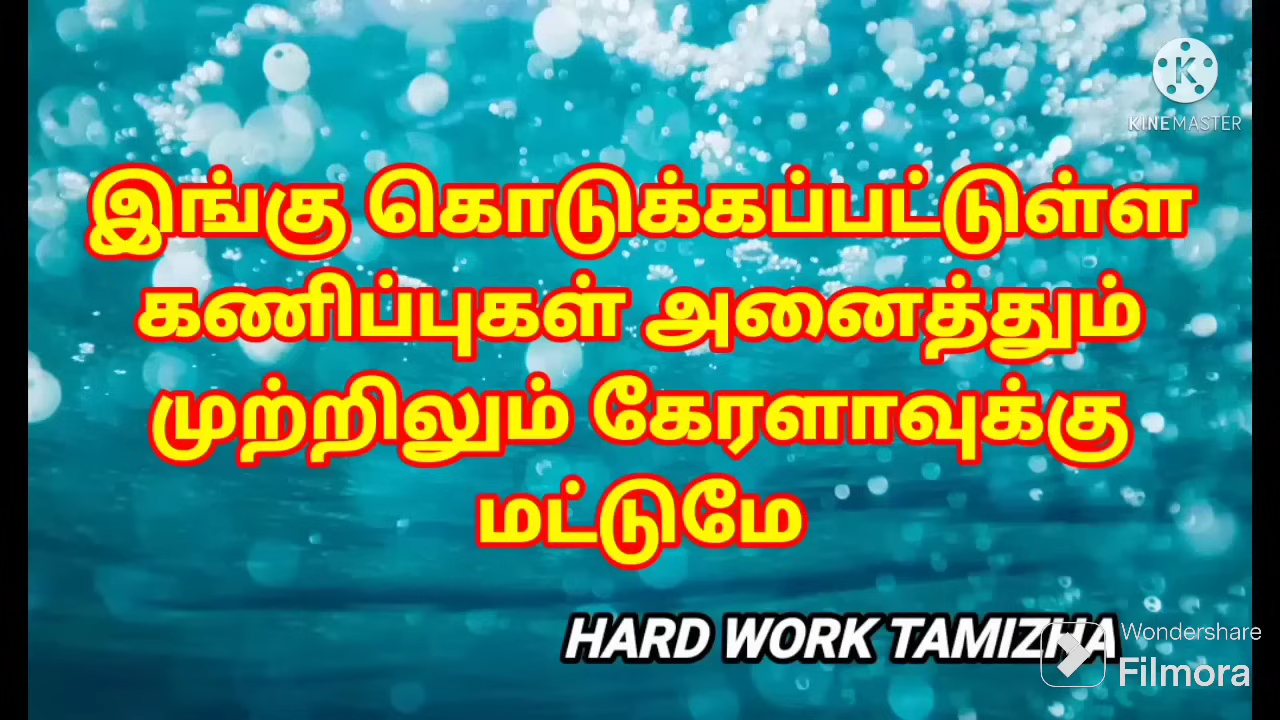 KINEMASTER
இங்கு கொடுக்கப்பட்டுள்ள
கணிப்புகள் அனைத்தும்
முற்றிலும் கேரளாவுக்கு
மட்டுமே
HARD WORK TAMIZHA
Wondershare
Filmora